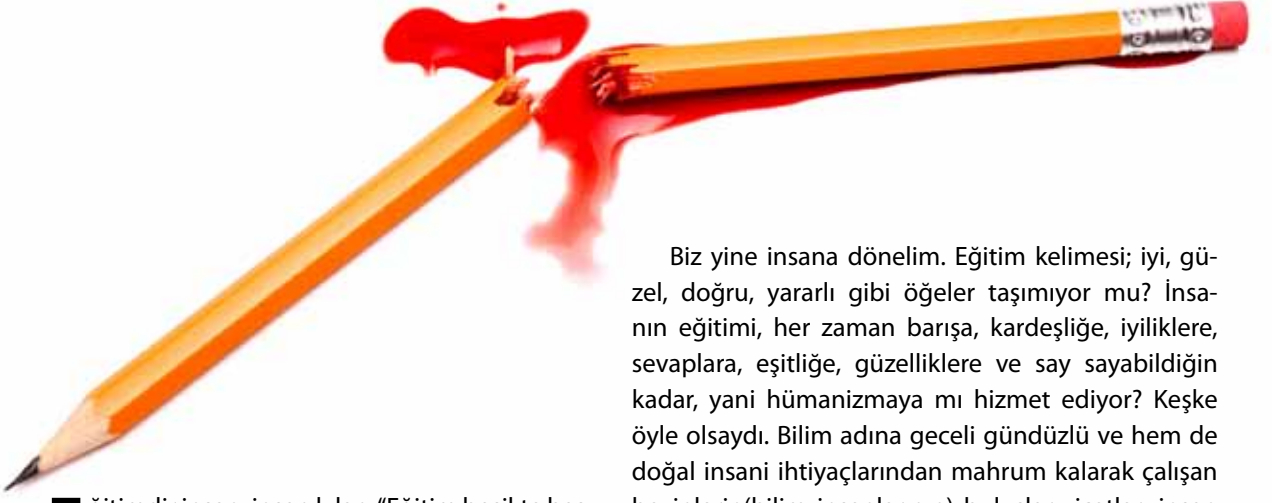 Biz yine insana dönelim. Eğitim kelimesi; iyi, gü-
zel, doğru, yararlı gibi öğeler taşımıyor mu? İnsa-
nın eğitimi, her zaman barışa, kardeşliğe, iyiliklere,
sevaplara, eşitliğe, güzelliklere ve say sayabildiğin
kadar, yani hümanizmaya mı hizmet ediyor? Keşke
öyle olsaydı. Bilim adına geceli gündüzlü ve hem de
doğal insani ihtiyaçlarından mahrum kalarak çalışan